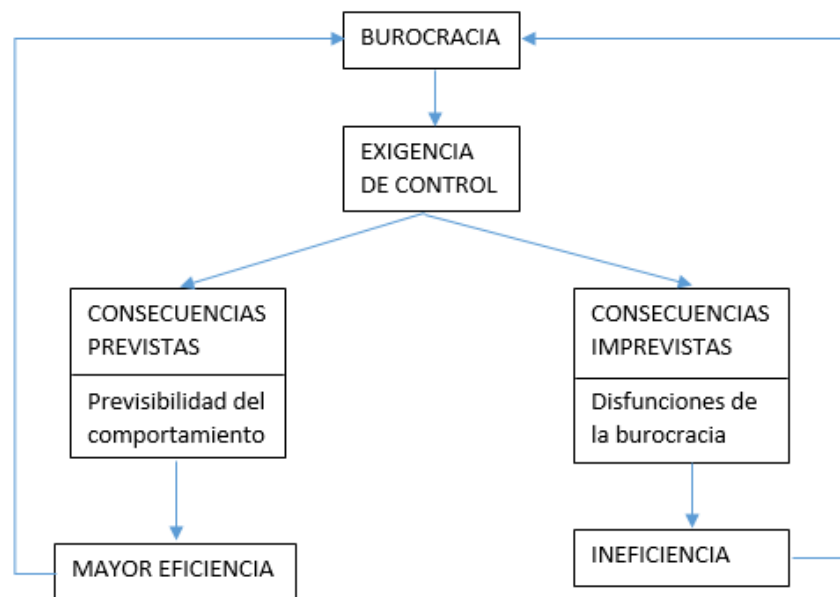 BUROCRACIA
EXIGENCIA
DE CONTROL
CONSECUENCIAS
PREVISTAS
Previsibilidad del
comportamiento
MAYOR EFICIENCIA
CONSECUENCIAS
IMPREVISTAS
Disfunciones de
la burocracia
INEFICIENCIA